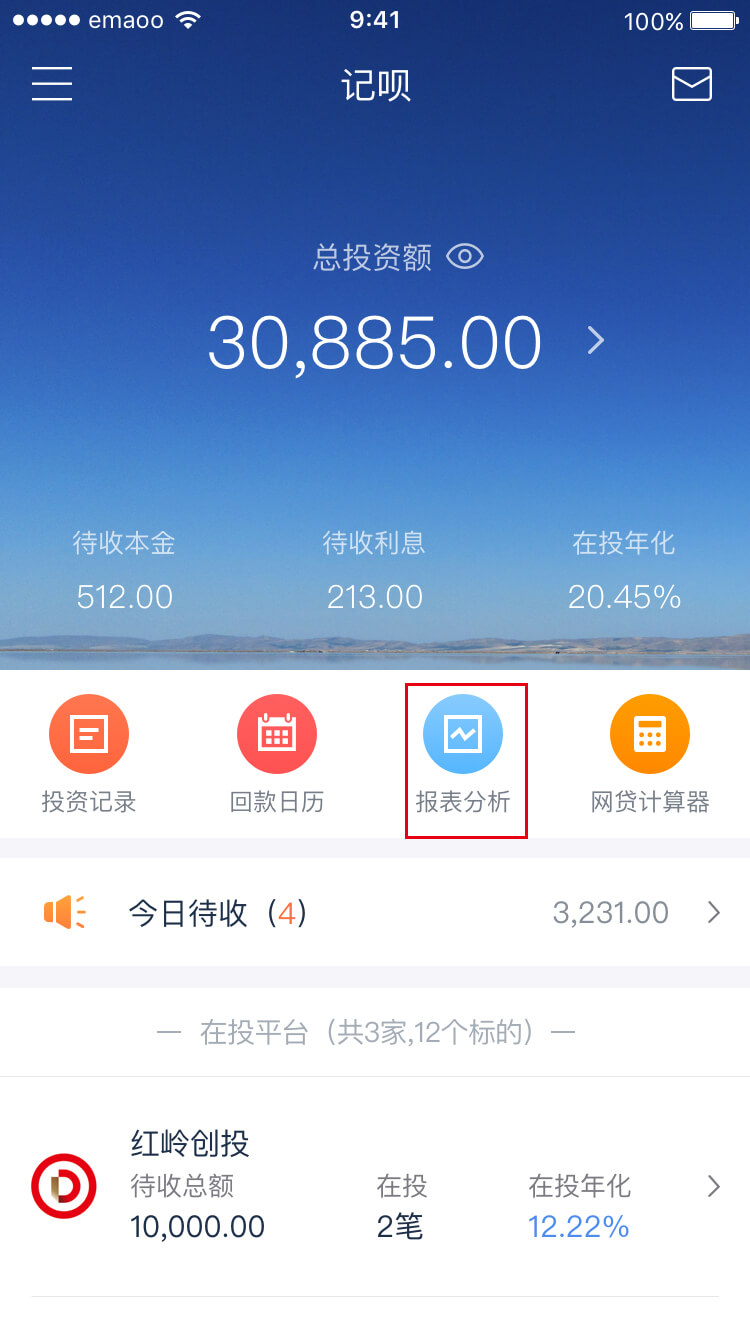 emaoo 9:41 100%
记呗
总投资额
30,885.00
待收本金 待收利息 在投年化
512.00 213.00 20.45%
投资记录 回款日历 报表分析 网贷计算器
今日待收（4） 3,231.00
— 在投平台（共3家,12个标的）—
红岭创投
待收总额 在投 在投年化
10,000.00 2笔 12.22%